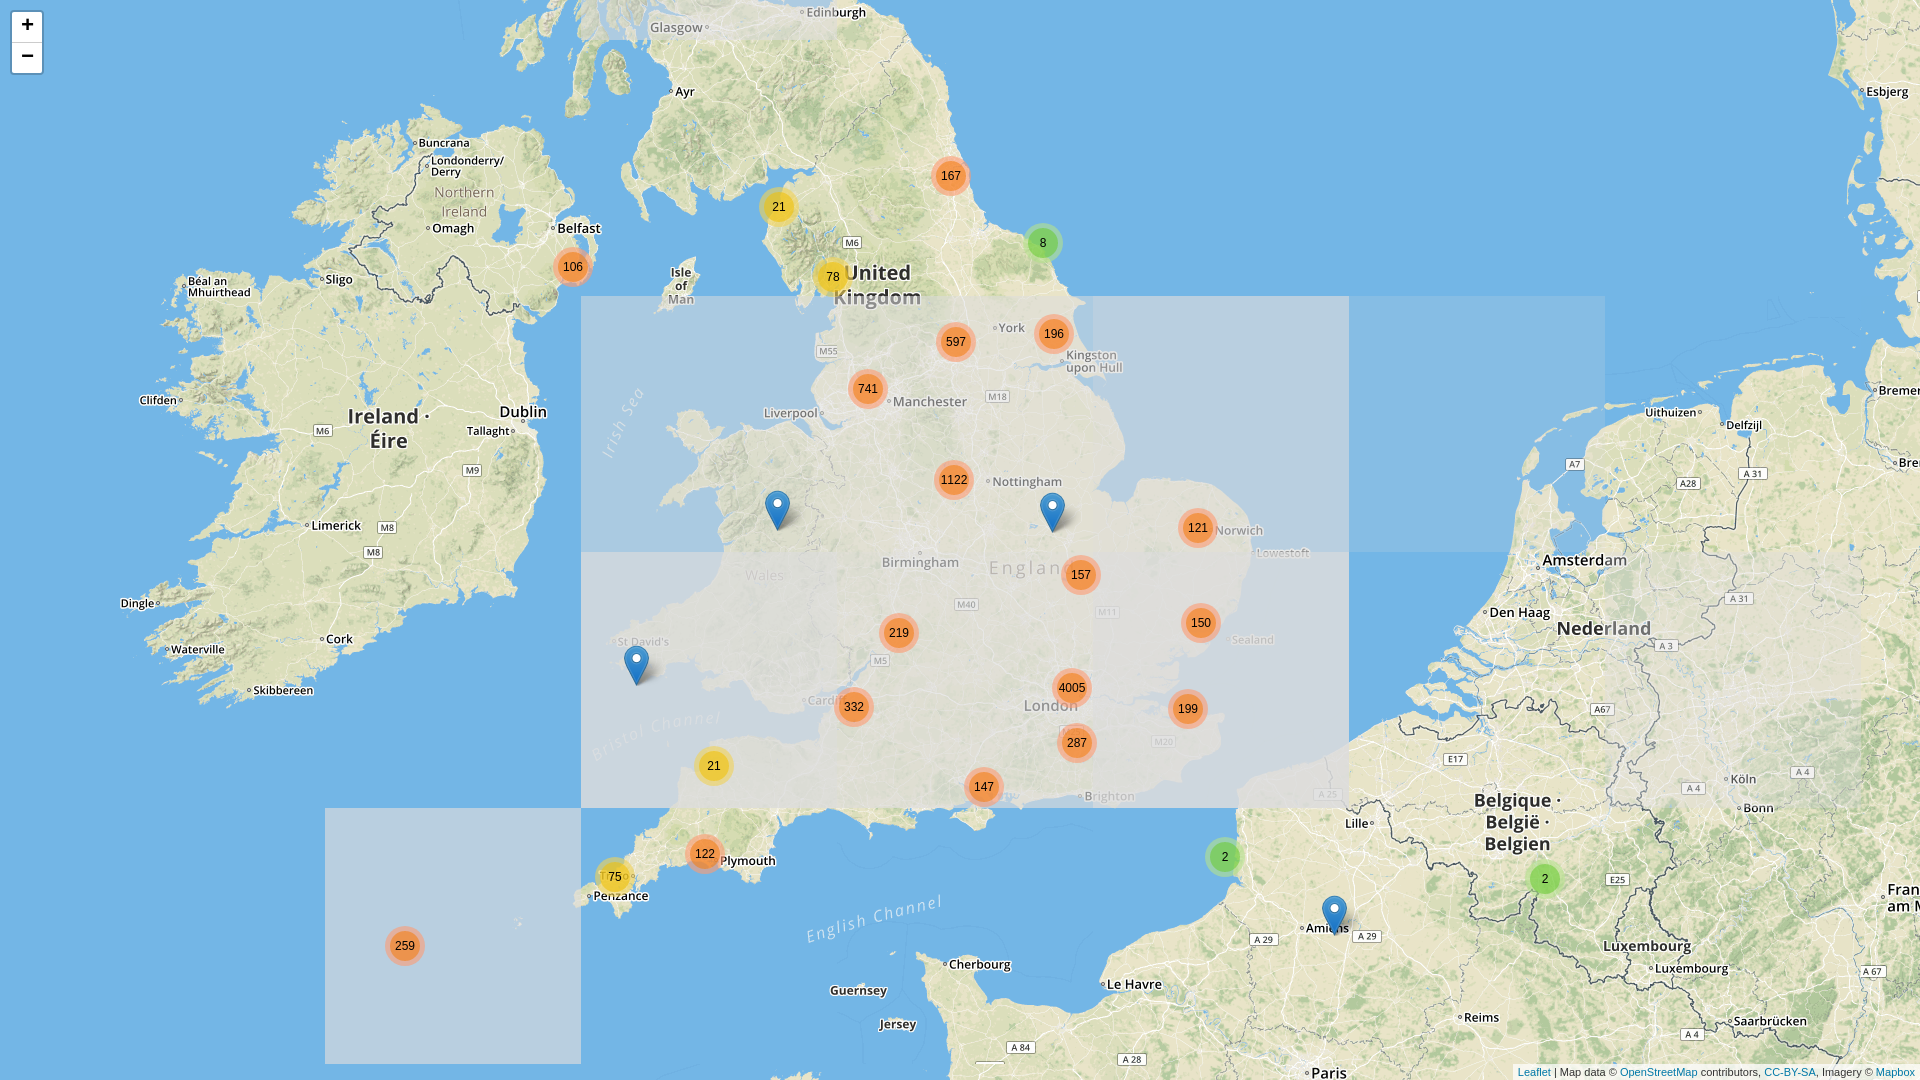 +
−
Glasgow
Edinburgh
Ayr
Esbjerg
Buncrana
Londonderry/
Derry
Northern
Ireland
Omagh
Belfast
167
21
8
M6
106
78
United
Kingdom
Isle
of
Man
Sligo
Béal an
Mhuirthead
York
196
597
M55
Kingston
upon Hull
741
Manchester
M18
Liverpool
Irish Sea
Clifden
Ireland ·
Éire
Dublin
Tallaght
M6
M9
Uithuizen
Delfzijl
A7
A 31
A28
1122
Nottingham
121
Norwich
Lowestoft
Limerick
M8
M8
Birmingham
Wales
157
Amsterdam
M40
M11
A 31
Dingle
Den Haag
Nederland
150
219
Sealand
A 3
Cork
Waterville
St David's
M5
Skibbereen
4005
London
Cardiff
332
199
A67
Bristol Channel
287
M20
E17
21
147
Brighton
A 25
Köln
A 4
A 4
Bonn
Belgique ·
België ·
Belgien
Lille
122
Plymouth
2
75
Penzance
2
E25
English Channel
Amiens
A 29
A 29
259
Luxembourg
Luxembourg
A 67
Cherbourg
Le Havre
Guernsey
Jersey
Reims
Saarbrücken
A 4
A 84
A 28
Paris
Leaflet | Map data © OpenStreetMap contributors, CC-BY-SA, Imagery © Mapbox